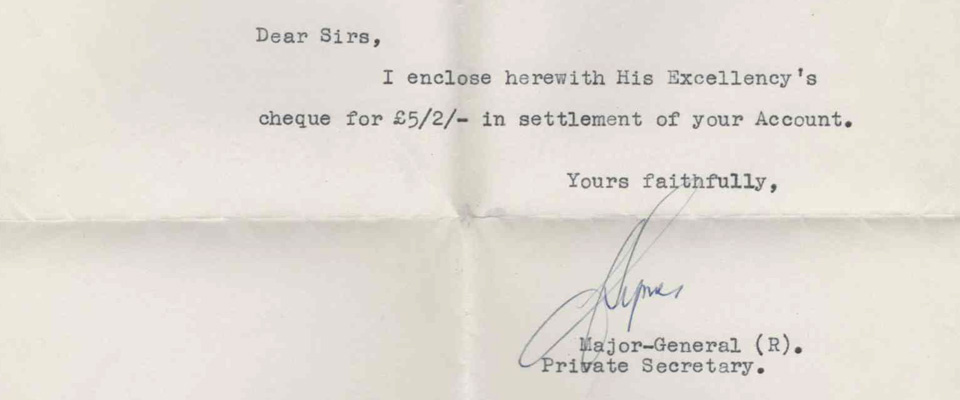 Dear Sirs,
I enclose herewith His Excellency's
cheque for £5/2/- in settlement of your Account.
Yours faithfully,
Major-General (R).
Private Secretary.